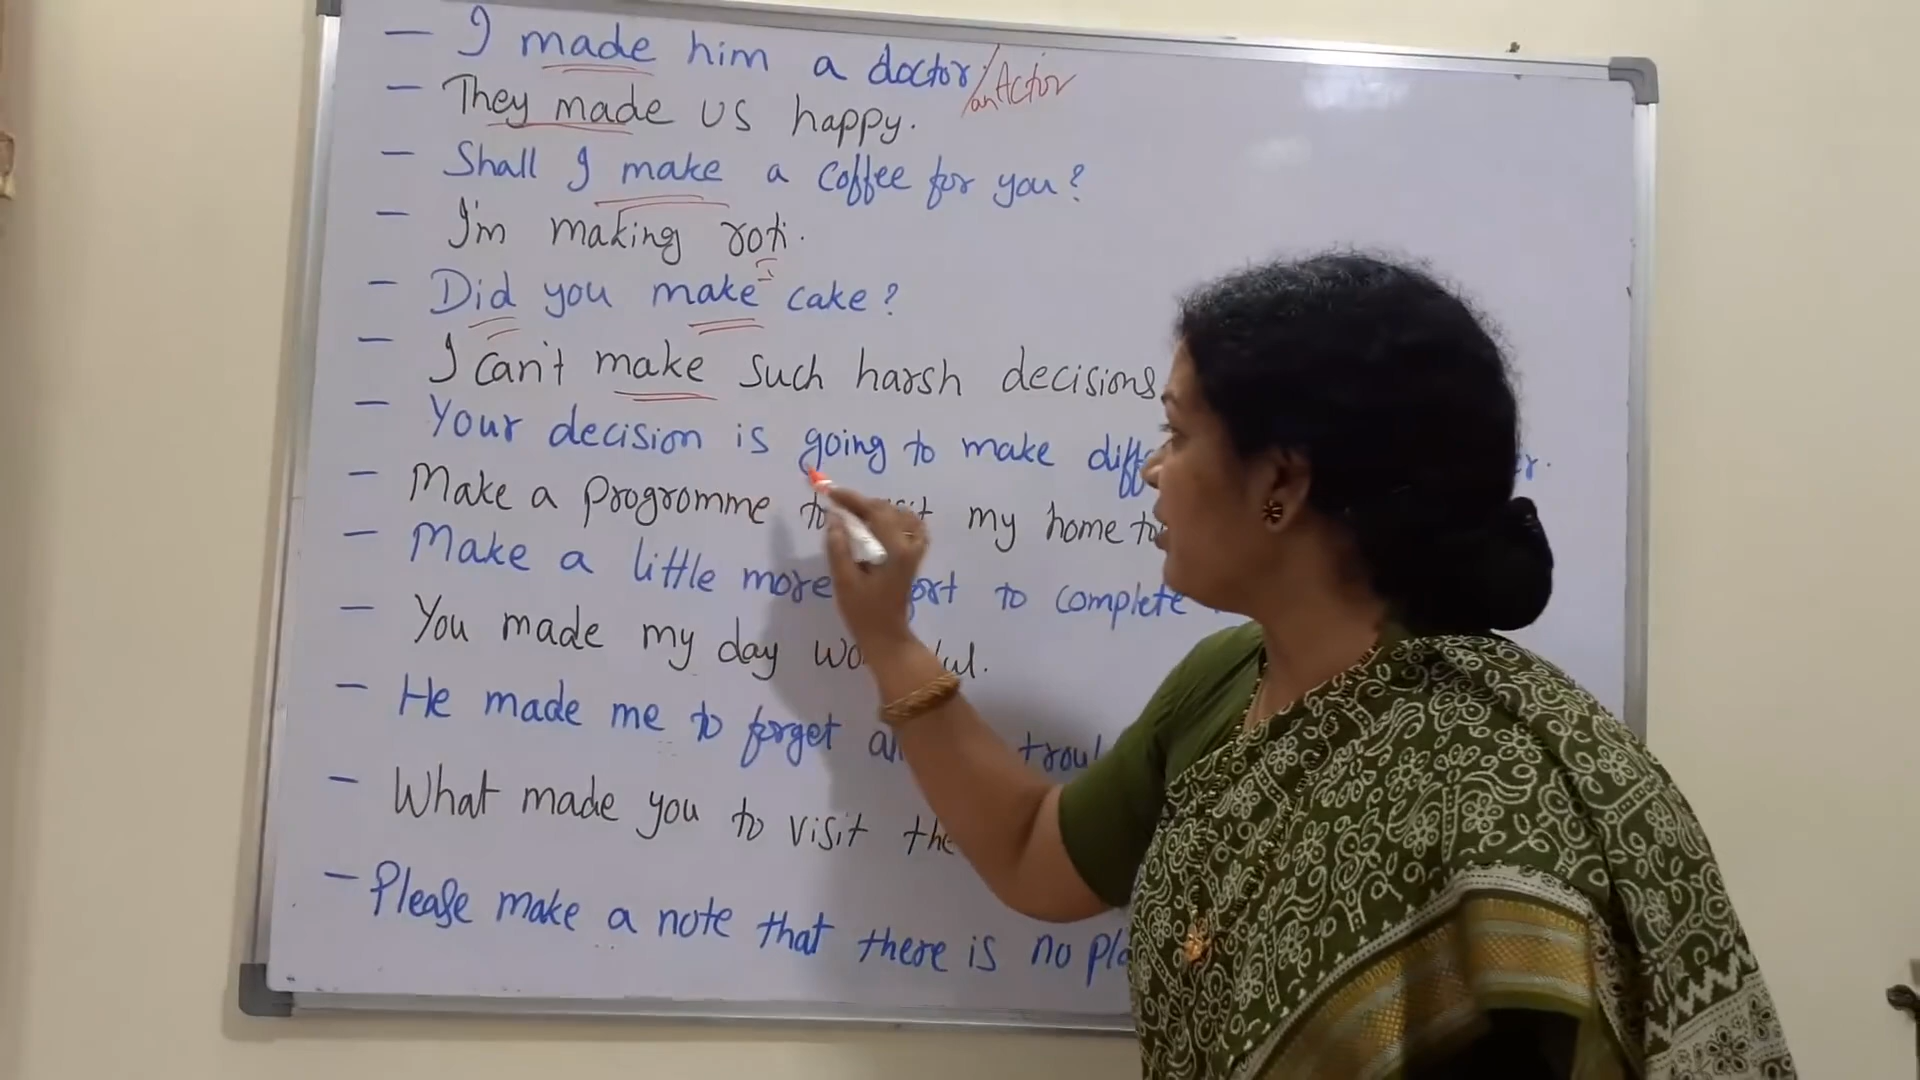 — I made him a doctor/an Actor
— They made us happy.
— Shall I make a coffee for you?
— I'm making roti.
— Did you make cake?
— I can't make such harsh decisions
— Your decision is going to make
— Make a progromme to my home
— Make a little more to complete
— You made my day
— He made me to forget
— What made you to visit
— Please make a note that there is no